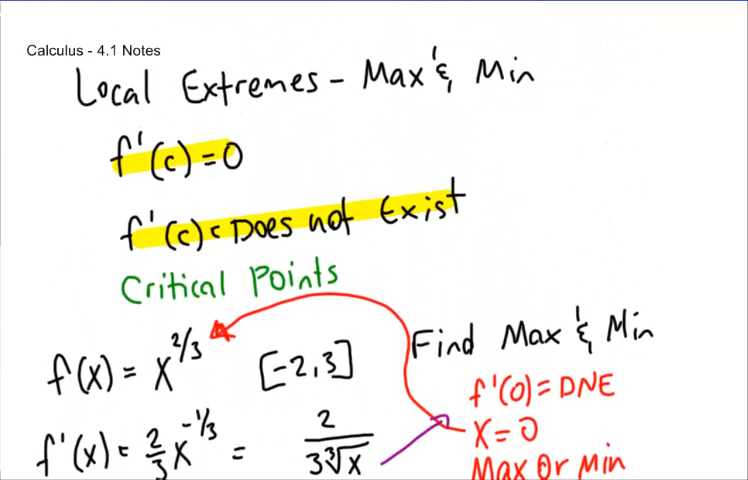 Calculus - 4.1 Notes
Local Extremes - Max & Min
f'(c) = 0
f'(c) = Does not Exist
Critical Points
f(x) = x^2/3 [-2, 3] Find Max & Min
f'(0) = DNE
f'(x) = 2/3 x^-1/3 = 2/(3∛x) x = 0
Max or Min